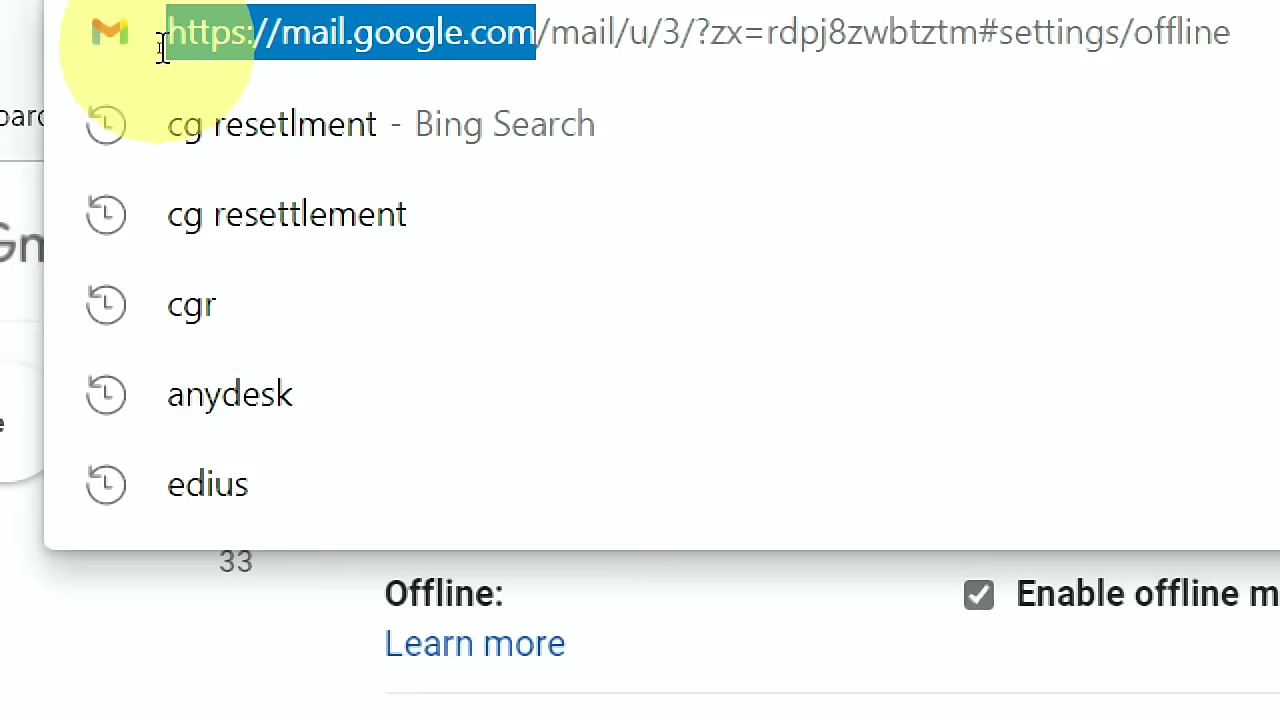 https://mail.google.com/mail/u/3/?zx=rdpj8zwbtztm#settings/offline
cg resetlment - Bing Search
cg resettlement
cgr
anydesk
edius
33
Offline:
Enable offline m
Learn more